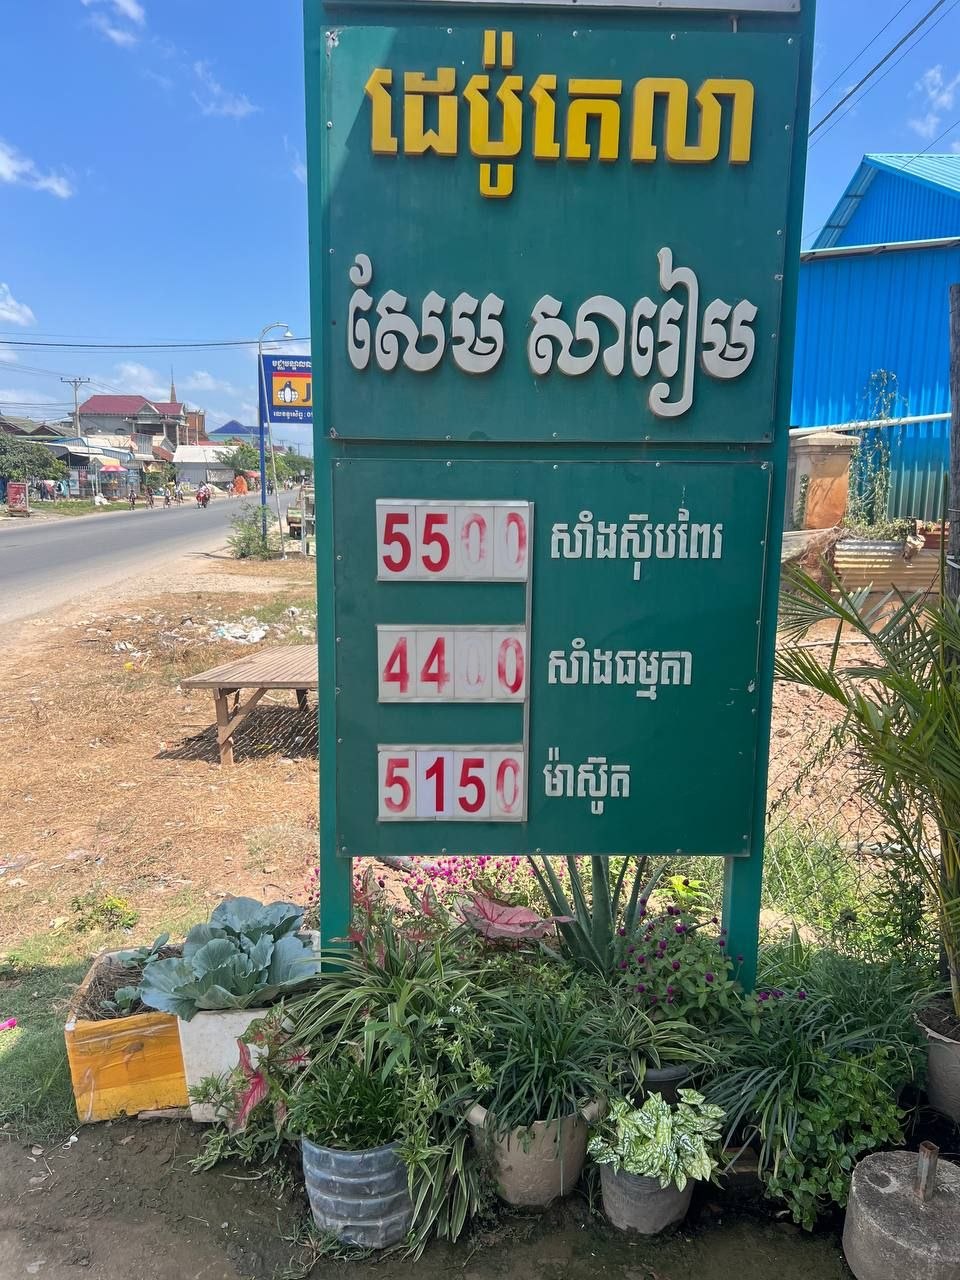 ដេប៉ូតេលា
សែម សារៀម
5500 សាំងស៊ុបពែរ
4400 សាំងធម្មតា
5150 ម៉ាស៊ូត